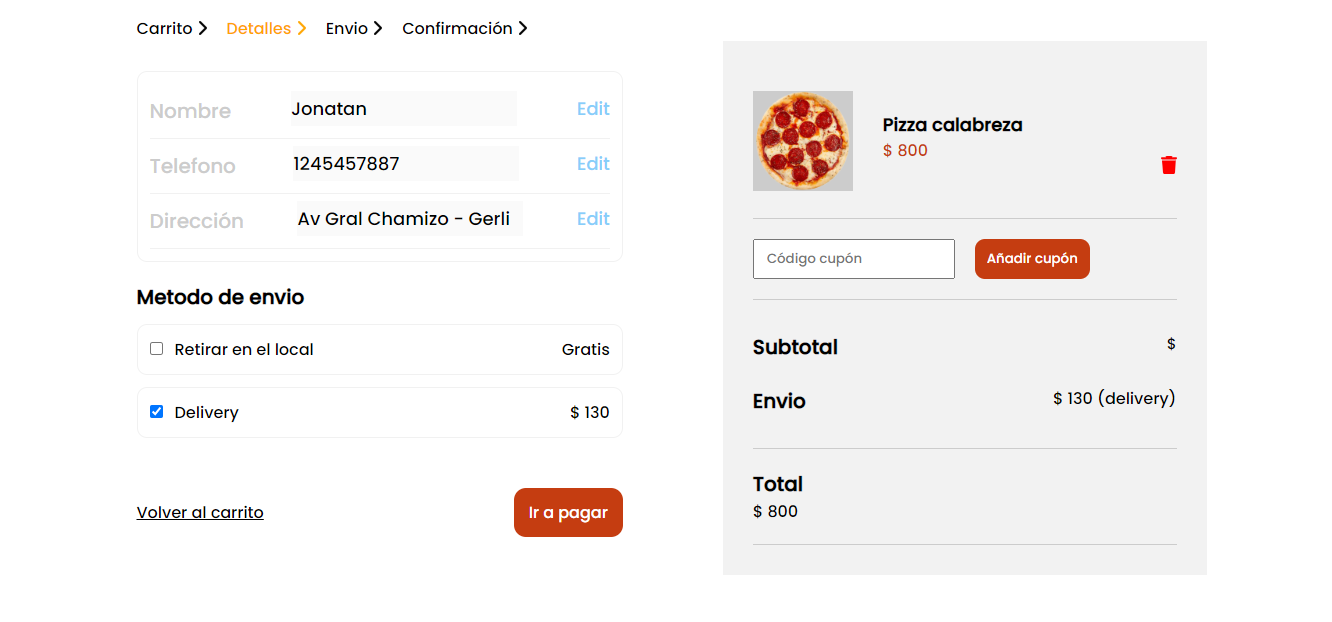 Carrito Detalles Envio Confirmación
Nombre Jonatan Edit
Telefono 1245457887 Edit
Dirección Av Gral Chamizo - Gerli Edit
Metodo de envio
Retirar en el local Gratis
Delivery $ 130
Volver al carrito Ir a pagar
Pizza calabreza
$ 800
Código cupón Añadir cupón
Subtotal $
Envio $ 130 (delivery)
Total
$ 800